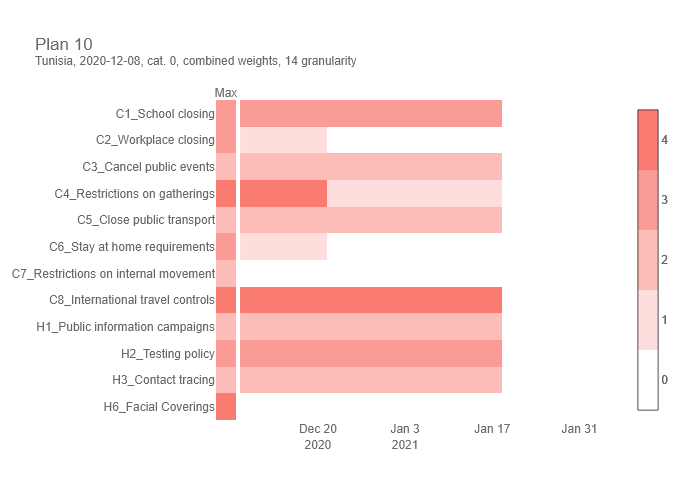 Plan 10
Tunisia, 2020-12-08, cat. 0, combined weights, 14 granularity
Max
C1_School closing
C2_Workplace closing
C3_Cancel public events
C4_Restrictions on gatherings
C5_Close public transport
C6_Stay at home requirements
C7_Restrictions on internal movement
C8_International travel controls
H1_Public information campaigns
H2_Testing policy
H3_Contact tracing
H6_Facial Coverings
Dec 20 Jan 3 Jan 17 Jan 31
2020 2021
4
3
2
1
0